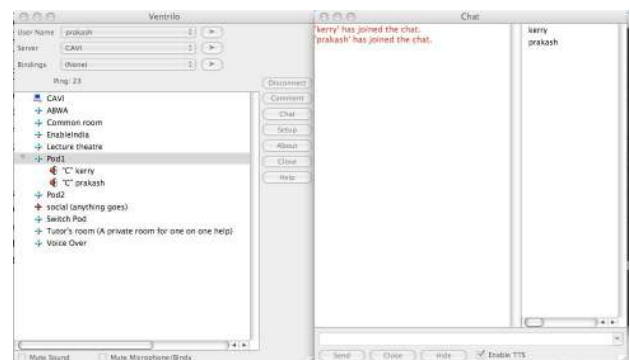 Ventrilo
User Name prakash
Server CAVI
Bindings (None)
Ping: 23
Disconnect
Comment
Chat
Setup
About
Close
Help
CAVI
ABWA
Common room
EnableIndia
Lecture theatre
Pod1
"C" kerry
"C" prakash
Pod2
social (anything goes)
Switch Pod
Tutor's room (A private room for one on one help)
Voice Over
Mute Sound
Mute Microphone/Binds
Chat
'kerry' has joined the chat.
'prakash' has joined the chat.
kerry
prakash
Send
Close
Hide
Enable TTS